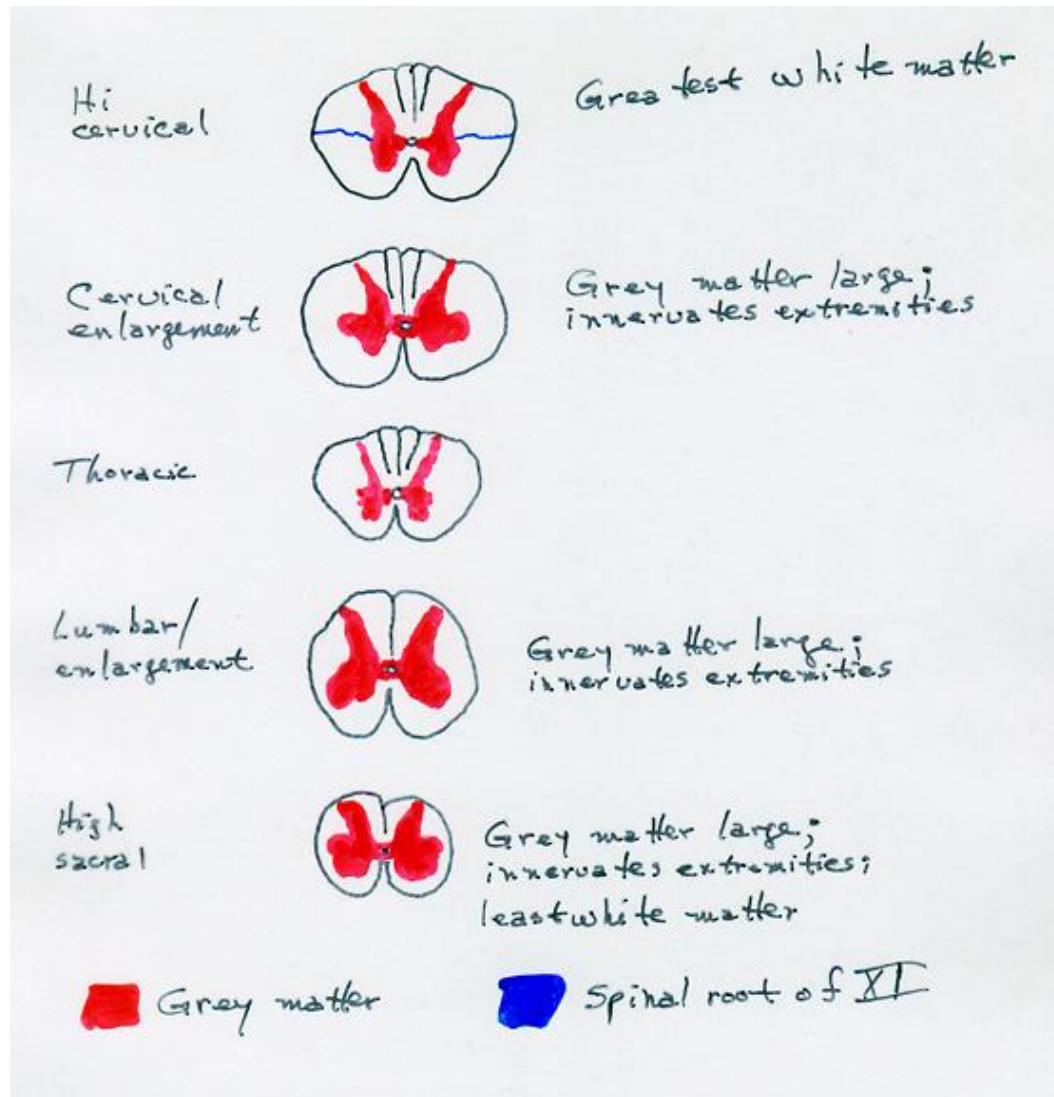 Hi
cervical
Greatest white matter
Cervical
enlargement
Grey matter large;
innervates extremities
Thoracic
Lumbar/
enlargement
Grey matter large;
innervates extremities
High
sacral
Grey matter large;
innervates extremities;
least white matter
Grey matter
Spinal root of XI